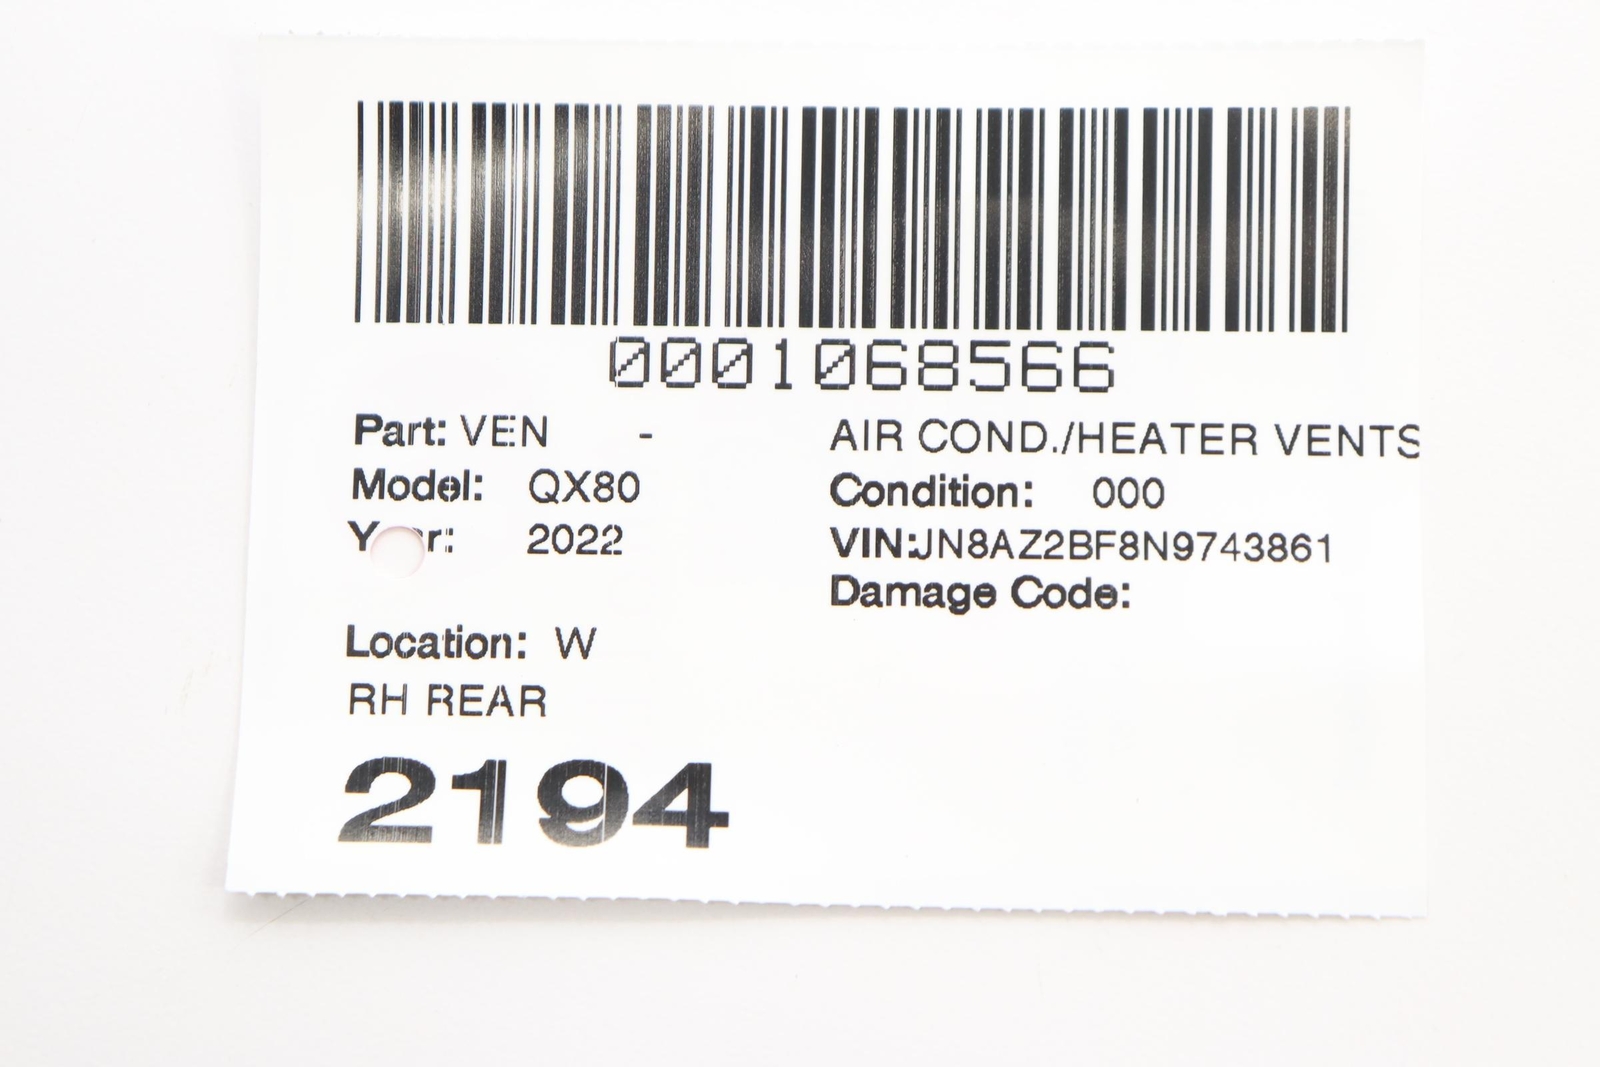 0001068566
Part: VEN - AIR COND./HEATER VENTS
Model: QX80 Condition: 000
Year: 2022 VIN:JN8AZ2BF8N9743861
Damage Code:
Location: W
RH REAR
2194